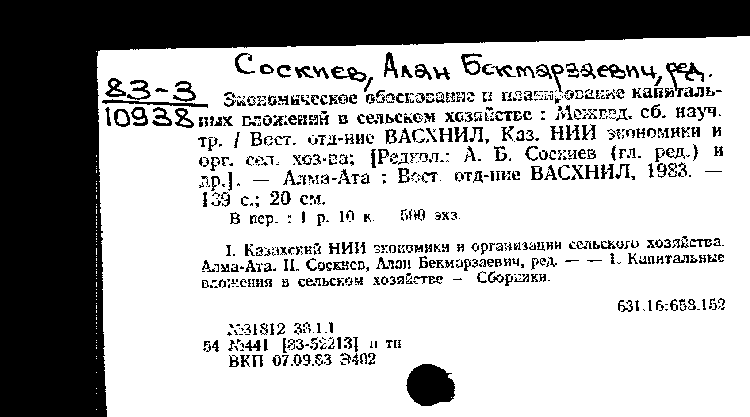 Соскиев, Алан Бекмарзаевич, ред.
83-3
10938
Экономическое обоснование и планирование капиталь-
ных вложений в сельском хозяйстве : Межвед. сб. науч.
тр. / Вост. отд-ние ВАСХНИЛ, Каз. НИИ экономики и
орг. сел. хоз-ва; [Редкол.: А. Б. Соскиев (гл. ред.) и
др.]. — Алма-Ата : Вост. отд-ние ВАСХНИЛ, 1983. —
139 с.; 20 см.
В пер. : 1 р. 10 к. 500 экз.
I. Казахский НИИ экономики и организации сельского хозяйства.
Алма-Ата. II. Соскиев, Алан Бекмарзаевич, ред. — — 1. Капитальные
вложения в сельском хозяйстве — Сборники.
631.16:658.152
№31812 38.1.1
54 №441 [83-52213] п тп
ВКП 07.09.83 Э402